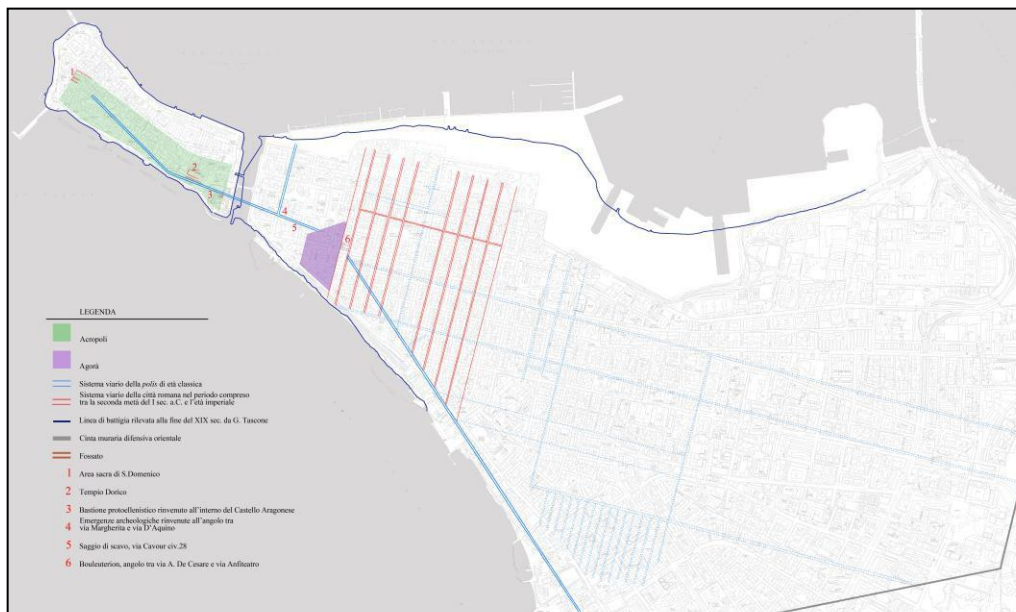 1
2
3
4
5
6
LEGENDA
Acropoli
Agorà
Sistema viario della polis di età classica
Sistema viario della città romana nel periodo compreso
tra la seconda metà del I sec. a.C. e l'età imperiale
Linea di battigia rilevata alla fine del XIX sec. da G. Tascone
Cinta muraria difensiva orientale
Fossato
1 Area sacra di S.Domenico
2 Tempio Dorico
3 Bastione protoellenistico rinvenuto all'interno del Castello Aragonese
4 Emergenze archeologiche rinvenute all'angolo tra
via Margherita e via D'Aquino
5 Saggio di scavo, via Cavour civ.28
6 Bouleuterion, angolo tra via A. De Cesare e via Anfiteatro